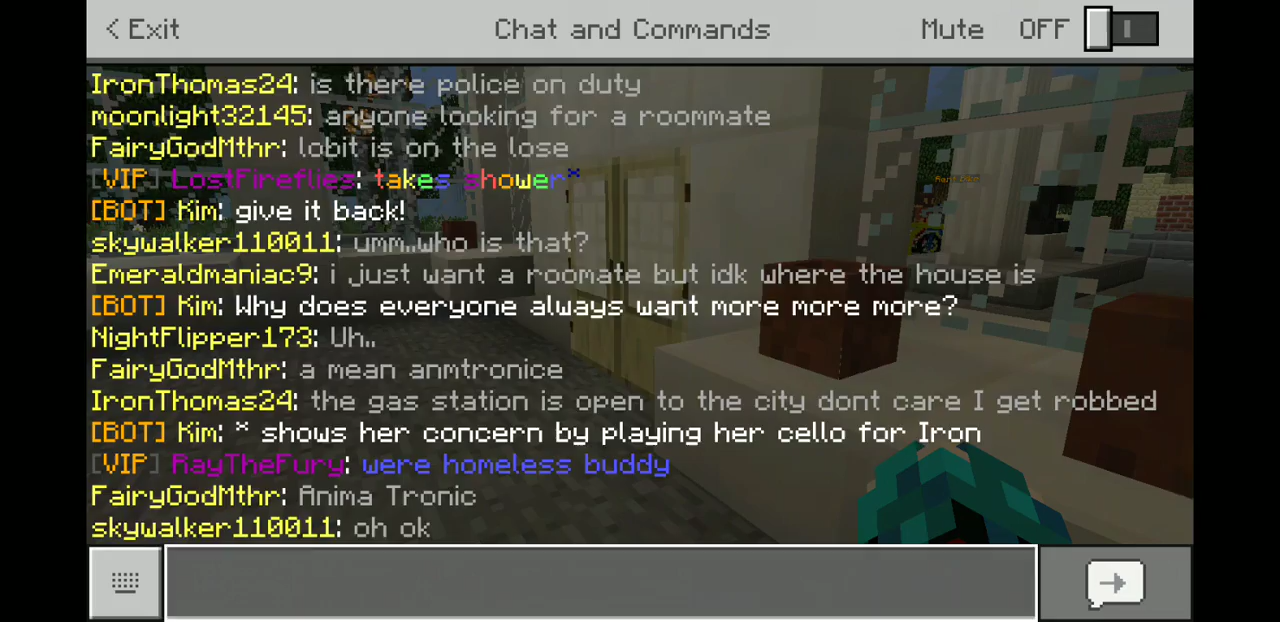 < Exit
Chat and Commands
Mute OFF
IronThomas24: is there police on duty
moonlight32145: anyone looking for a roommate
FairyGodMthr: lobit is on the lose
[VIP] LostFireflies: takes shower*
[BOT] Kim: give it back!
skywalker110011: umm..who is that?
Emeraldmaniac9: i just want a roomate but idk where the house is
[BOT] Kim: Why does everyone always want more more more?
NightFlipper173: Uh..
FairyGodMthr: a mean anmtronice
IronThomas24: the gas station is open to the city dont care I get robbed
[BOT] Kim: * shows her concern by playing her cello for Iron
[VIP] RayTheFury: were homeless buddy
FairyGodMthr: Anima Tronic
skywalker110011: oh ok